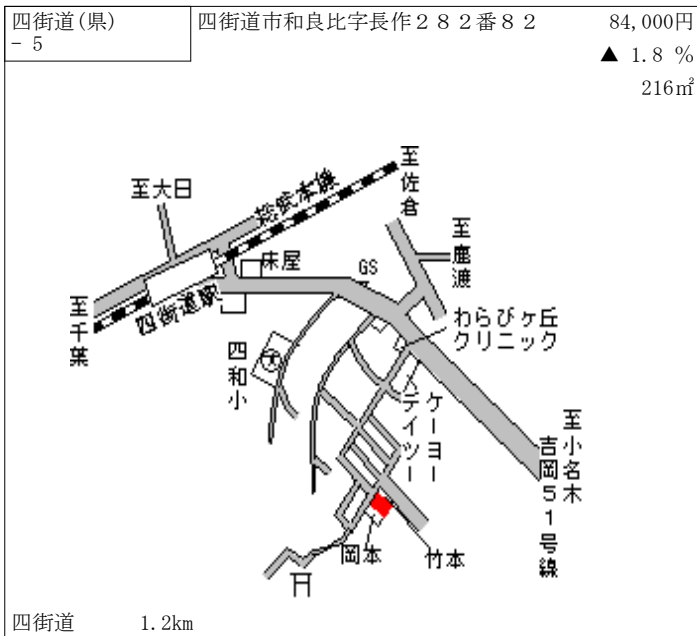 四街道(県)
- 5
四街道市和良比字長作２８２番８２
84,000円
▲ 1.8 %
216㎡
至佐倉
至大日
総武本線
至鹿渡
床屋
GS
至千葉
四街道駅
わらびヶ丘
クリニック
四和小
ケーヨー
デイツー
至小名木
吉岡５１号線
岡本
竹本
四街道 1.2km